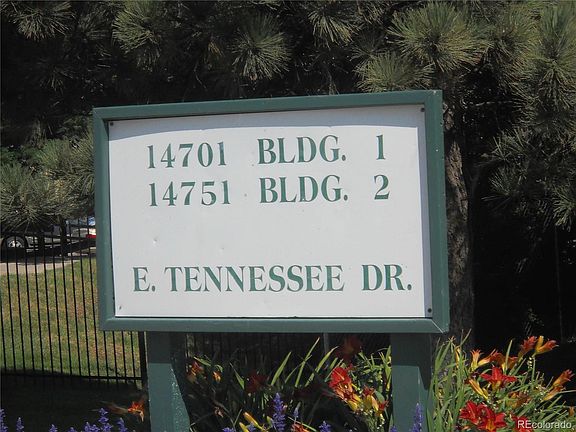 14701 BLDG. 1
14751 BLDG. 2
E. TENNESSEE DR.
REcolorado